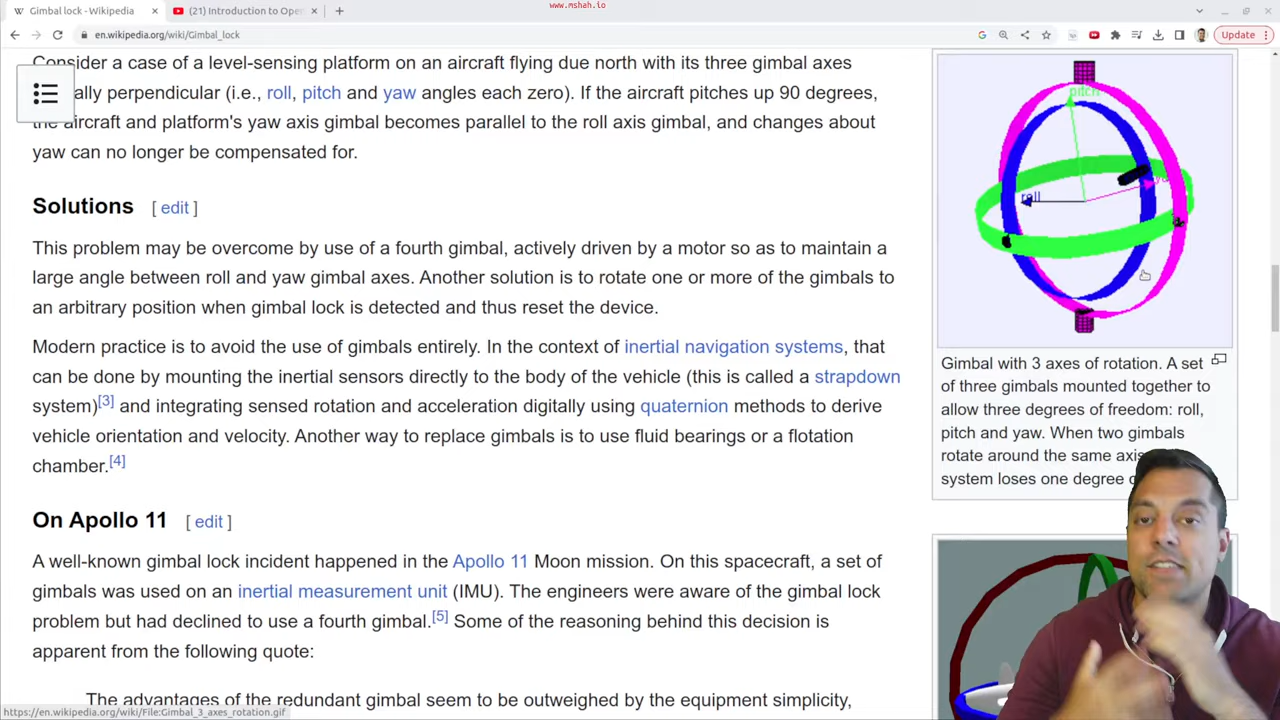 www.mshah.io
Gimbal lock - Wikipedia
(21) Introduction to Open
en.wikipedia.org/wiki/Gimbal_lock
Update
Consider a case of a level-sensing platform on an aircraft flying due north with its three gimbal axes
ally perpendicular (i.e., roll, pitch and yaw angles each zero). If the aircraft pitches up 90 degrees,
the aircraft and platform's yaw axis gimbal becomes parallel to the roll axis gimbal, and changes about
yaw can no longer be compensated for.
Solutions [ edit ]
This problem may be overcome by use of a fourth gimbal, actively driven by a motor so as to maintain a
large angle between roll and yaw gimbal axes. Another solution is to rotate one or more of the gimbals to
an arbitrary position when gimbal lock is detected and thus reset the device.
Modern practice is to avoid the use of gimbals entirely. In the context of inertial navigation systems, that
can be done by mounting the inertial sensors directly to the body of the vehicle (this is called a strapdown
system)[3] and integrating sensed rotation and acceleration digitally using quaternion methods to derive
vehicle orientation and velocity. Another way to replace gimbals is to use fluid bearings or a flotation
chamber.[4]
On Apollo 11 [ edit ]
A well-known gimbal lock incident happened in the Apollo 11 Moon mission. On this spacecraft, a set of
gimbals was used on an inertial measurement unit (IMU). The engineers were aware of the gimbal lock
problem but had declined to use a fourth gimbal.[5] Some of the reasoning behind this decision is
apparent from the following quote:
The advantages of the redundant gimbal seem to be outweighed by the equipment simplicity,
https://en.wikipedia.org/wiki/File:Gimbal_3_axes_rotation.gif
pitch
roll
Gimbal with 3 axes of rotation. A set
of three gimbals mounted together to
allow three degrees of freedom: roll,
pitch and yaw. When two gimbals
rotate around the same axis
system loses one degree